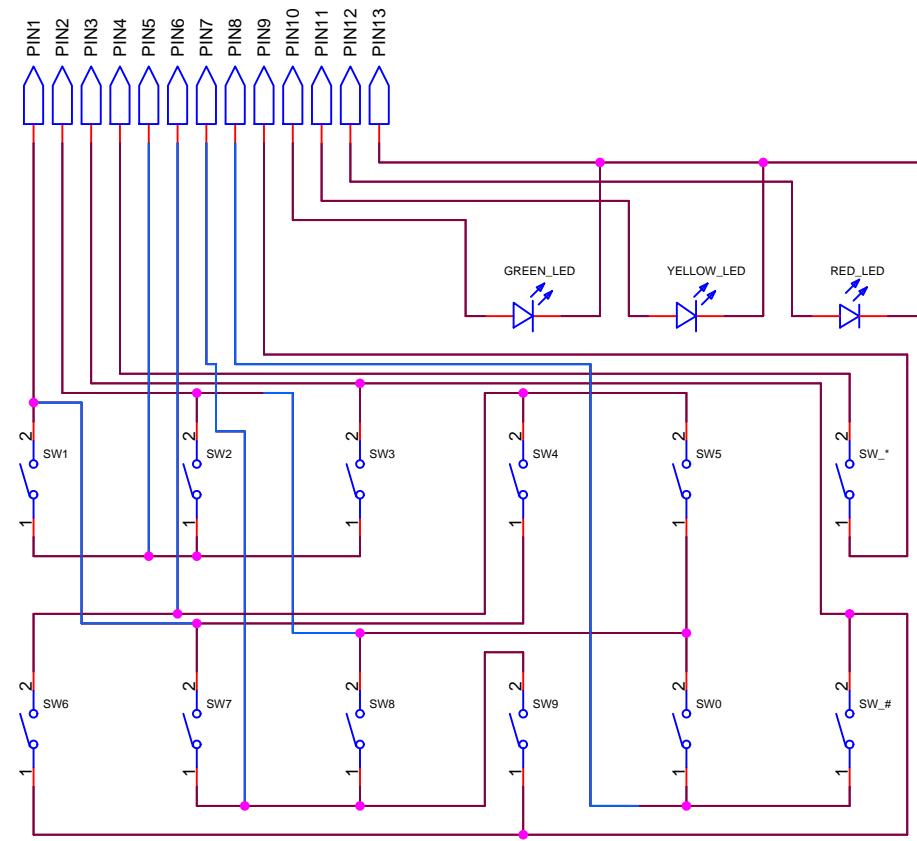 PIN1
PIN2
PIN3
PIN4
PIN5
PIN6
PIN7
PIN8
PIN9
PIN10
PIN11
PIN12
PIN13
GREEN_LED
YELLOW_LED
RED_LED
2
SW1
1
2
SW2
1
2
SW3
1
2
SW4
1
2
SW5
1
2
SW_*
1
2
SW6
1
2
SW7
1
2
SW8
1
2
SW9
1
2
SW0
1
2
SW_#
1